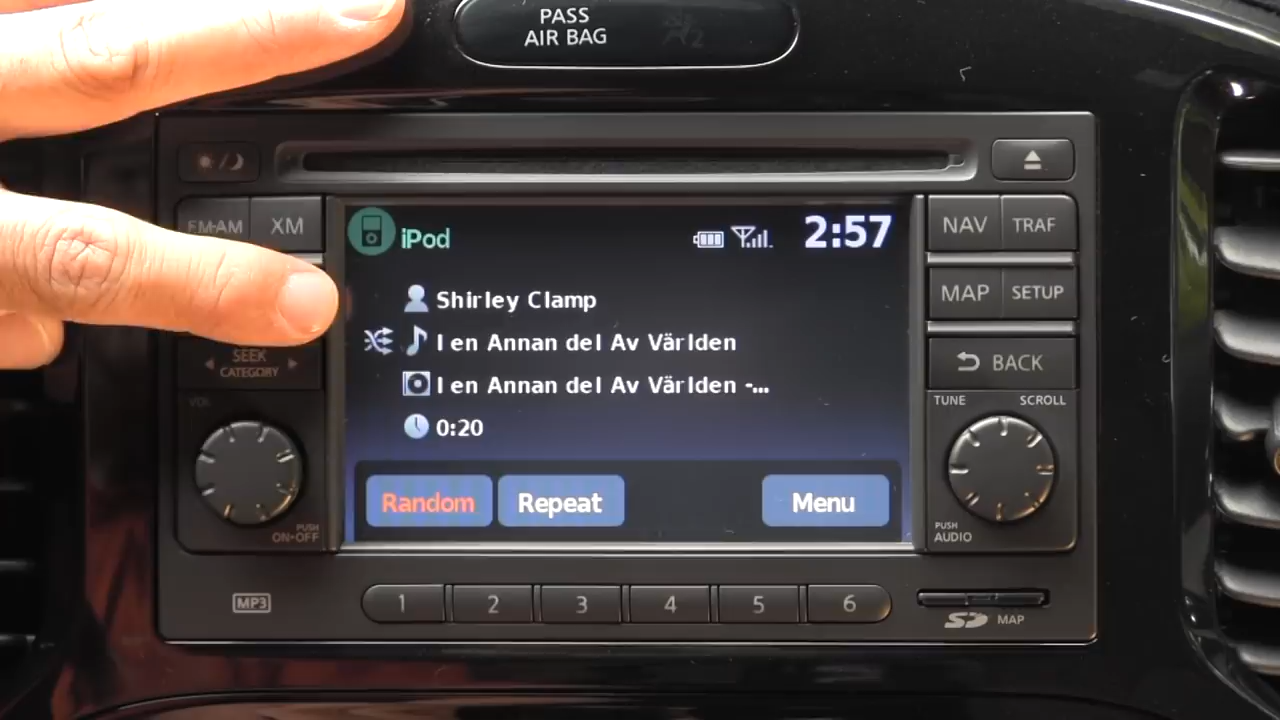 PASS
AIR BAG
FM·AM
XM
iPod
2:57
NAV
TRAF
Shirley Clamp
MAP
SETUP
I en Annan del Av Världen
SEEK
CATEGORY
BACK
I en Annan del Av Världen -...
VOL
TUNE
SCROLL
0:20
Random
Repeat
Menu
PUSH
ON·OFF
PUSH
AUDIO
MP3
1
2
3
4
5
6
SD
MAP